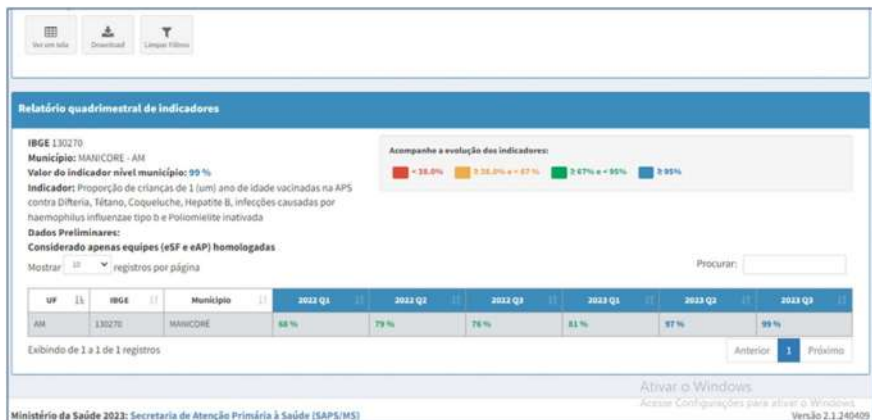 Ver em tela Download Limpar Filtros
Relatório quadrimestral de indicadores
IBGE 130270
Município: MANICORE - AM
Valor do indicador nível município: 99 %
Indicador: Proporção de crianças de 1 (um) ano de idade vacinadas na APS
contra Difteria, Tétano, Coqueluche, Hepatite B, infecções causadas por
haemophilus influenzae tipo b e Poliomielite inativada
Dados Preliminares:
Considerado apenas equipes (eSF e eAP) homologadas
Acompanhe a evolução dos indicadores:
< 38.0% ≥ 38.0% e < 67 % ≥ 67% e < 95% ≥ 95%
Mostrar 10 registros por página
Procurar:
UF IBGE Município 2022 Q1 2022 Q2 2022 Q3 2023 Q1 2023 Q2 2023 Q3
AM 130270 MANICORÉ 68 % 79 % 76 % 81 % 97 % 99 %
Exibindo de 1 a 1 de 1 registros
Anterior 1 Próximo
Ativar o Windows
Acesse Configurações para ativar o Windows.
Ministério da Saúde 2023: Secretaria de Atenção Primária à Saúde (SAPS/MS)
Versão 2.1.240409